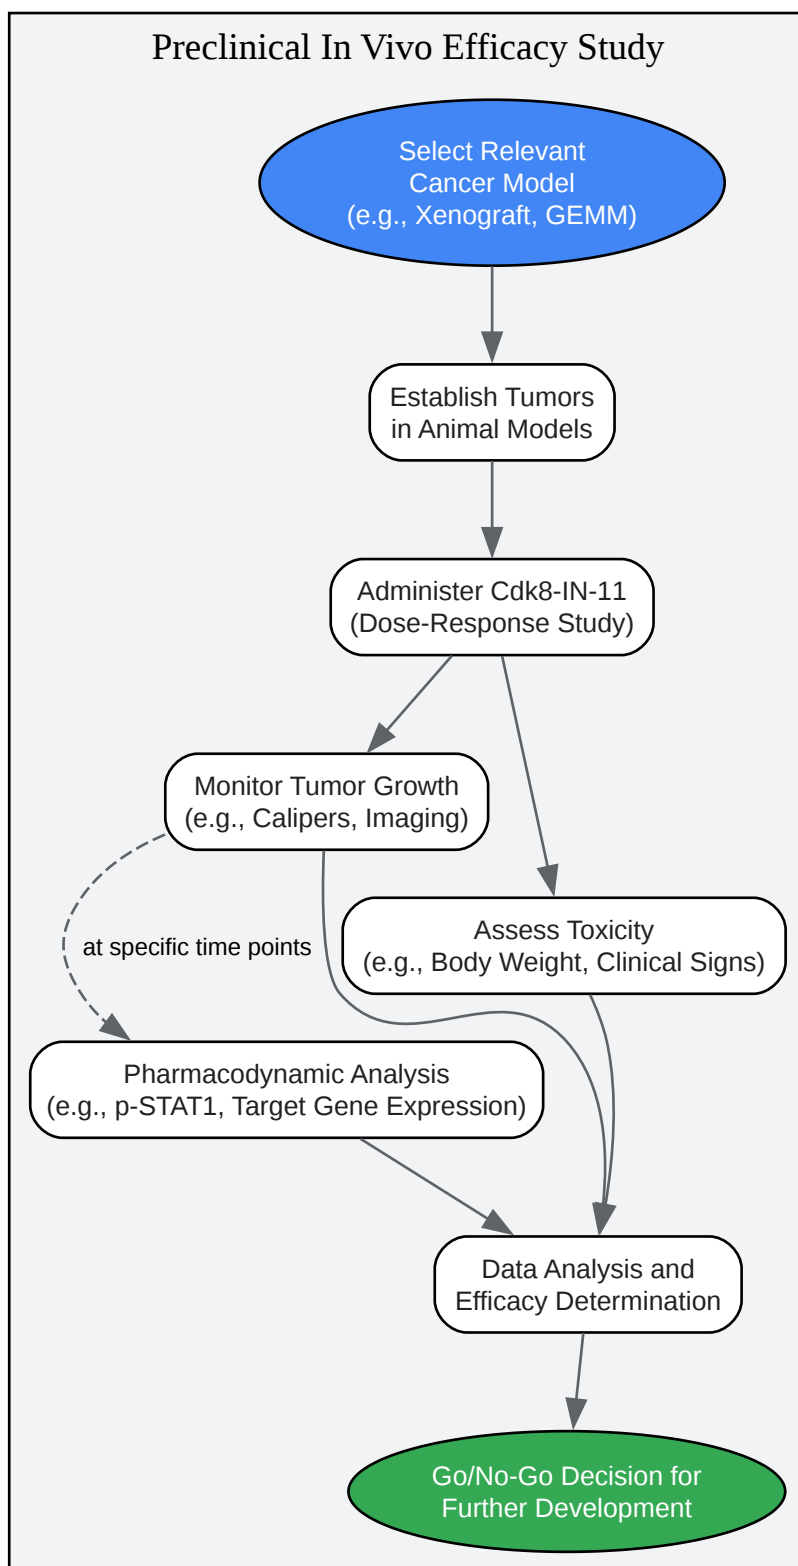 Preclinical In Vivo Efficacy Study
Select Relevant
Cancer Model
(e.g., Xenograft, GEMM)
Establish Tumors
in Animal Models
Administer Cdk8-IN-11
(Dose-Response Study)
Monitor Tumor Growth
(e.g., Calipers, Imaging)
Assess Toxicity
(e.g., Body Weight, Clinical Signs)
at specific time points
Pharmacodynamic Analysis
(e.g., p-STAT1, Target Gene Expression)
Data Analysis and
Efficacy Determination
Go/No-Go Decision for
Further Development